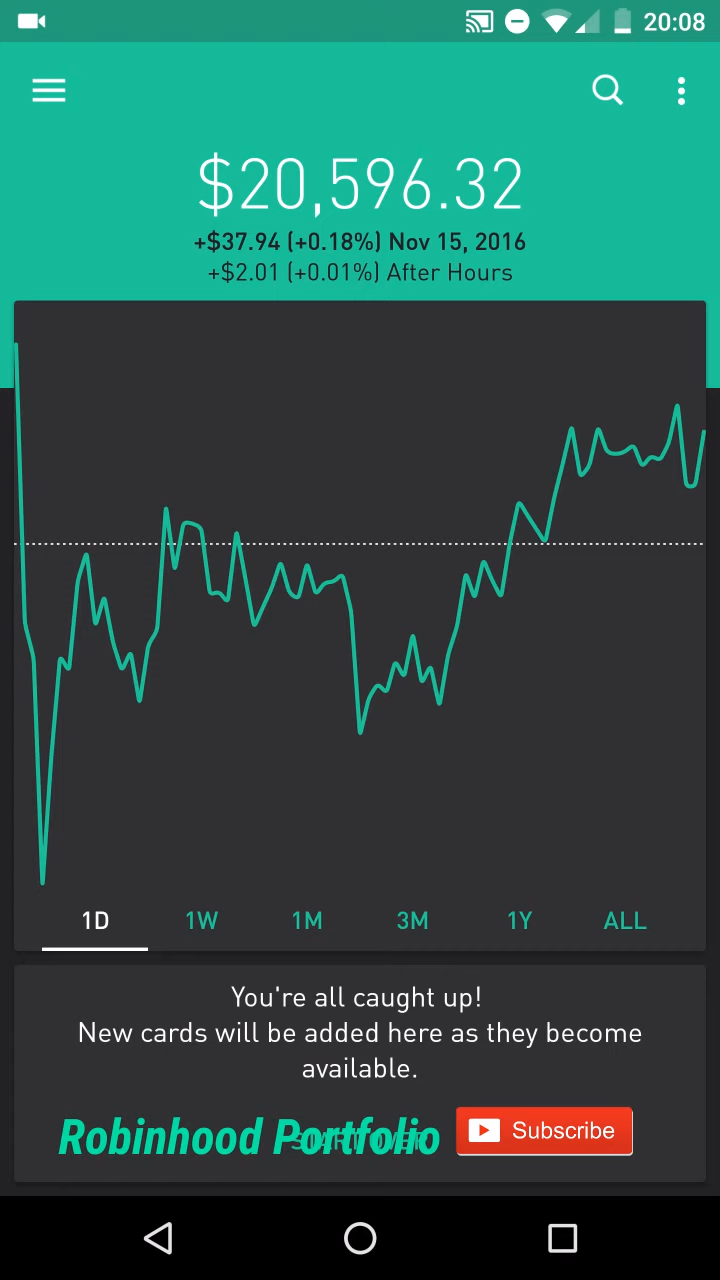 20:08
$20,596.32
+$37.94 (+0.18%) Nov 15, 2016
+$2.01 (+0.01%) After Hours
1D 1W 1M 3M 1Y ALL
You're all caught up!
New cards will be added here as they become
available.
START OVER
Robinhood Portfolio
Subscribe